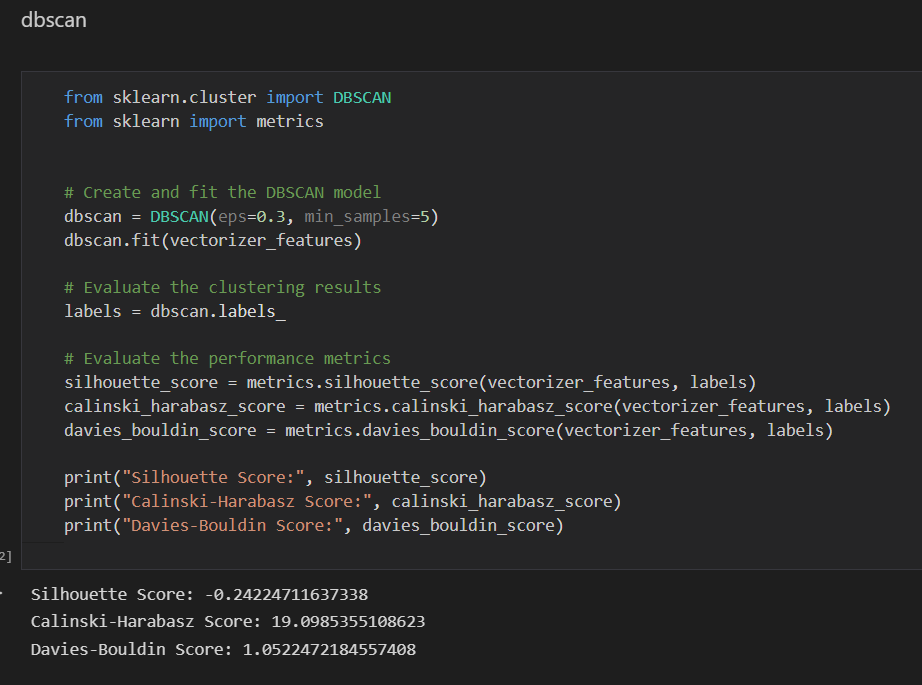 dbscan
from sklearn.cluster import DBSCAN
from sklearn import metrics
# Create and fit the DBSCAN model
dbscan = DBSCAN(eps=0.3, min_samples=5)
dbscan.fit(vectorizer_features)
# Evaluate the clustering results
labels = dbscan.labels_
# Evaluate the performance metrics
silhouette_score = metrics.silhouette_score(vectorizer_features, labels)
calinski_harabasz_score = metrics.calinski_harabasz_score(vectorizer_features, labels)
davies_bouldin_score = metrics.davies_bouldin_score(vectorizer_features, labels)
print("Silhouette Score:", silhouette_score)
print("Calinski-Harabasz Score:", calinski_harabasz_score)
print("Davies-Bouldin Score:", davies_bouldin_score)
2]
Silhouette Score: -0.24224711637338
Calinski-Harabasz Score: 19.0985355108623
Davies-Bouldin Score: 1.0522472184557408